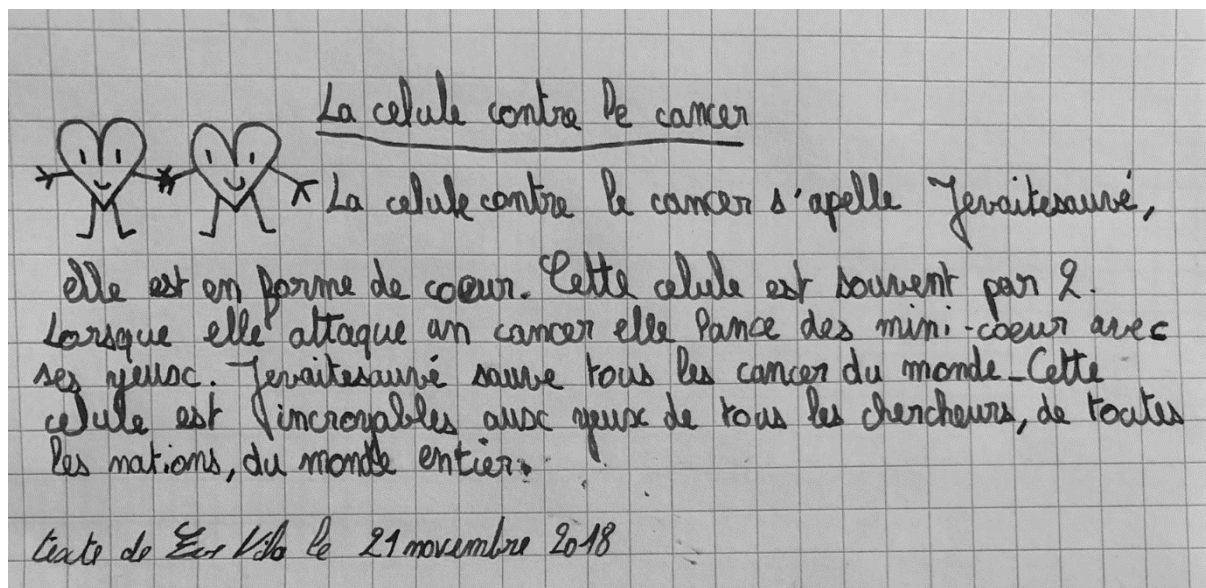 La celule contre le cancer
La celule contre le cancer s'apelle Jevaitesauvé,
elle est en forme de coeur. Cette celule est souvent par 2.
Lorsque elle attaque un cancer elle lance des mini-coeur avec
ses yeux. Jevaitesauvé sauve tous les cancer du monde. Cette
celule est incroyables aux yeux de tous les chercheurs, de toutes
les nations, du monde entier.
texte de le 21 novembre 2018